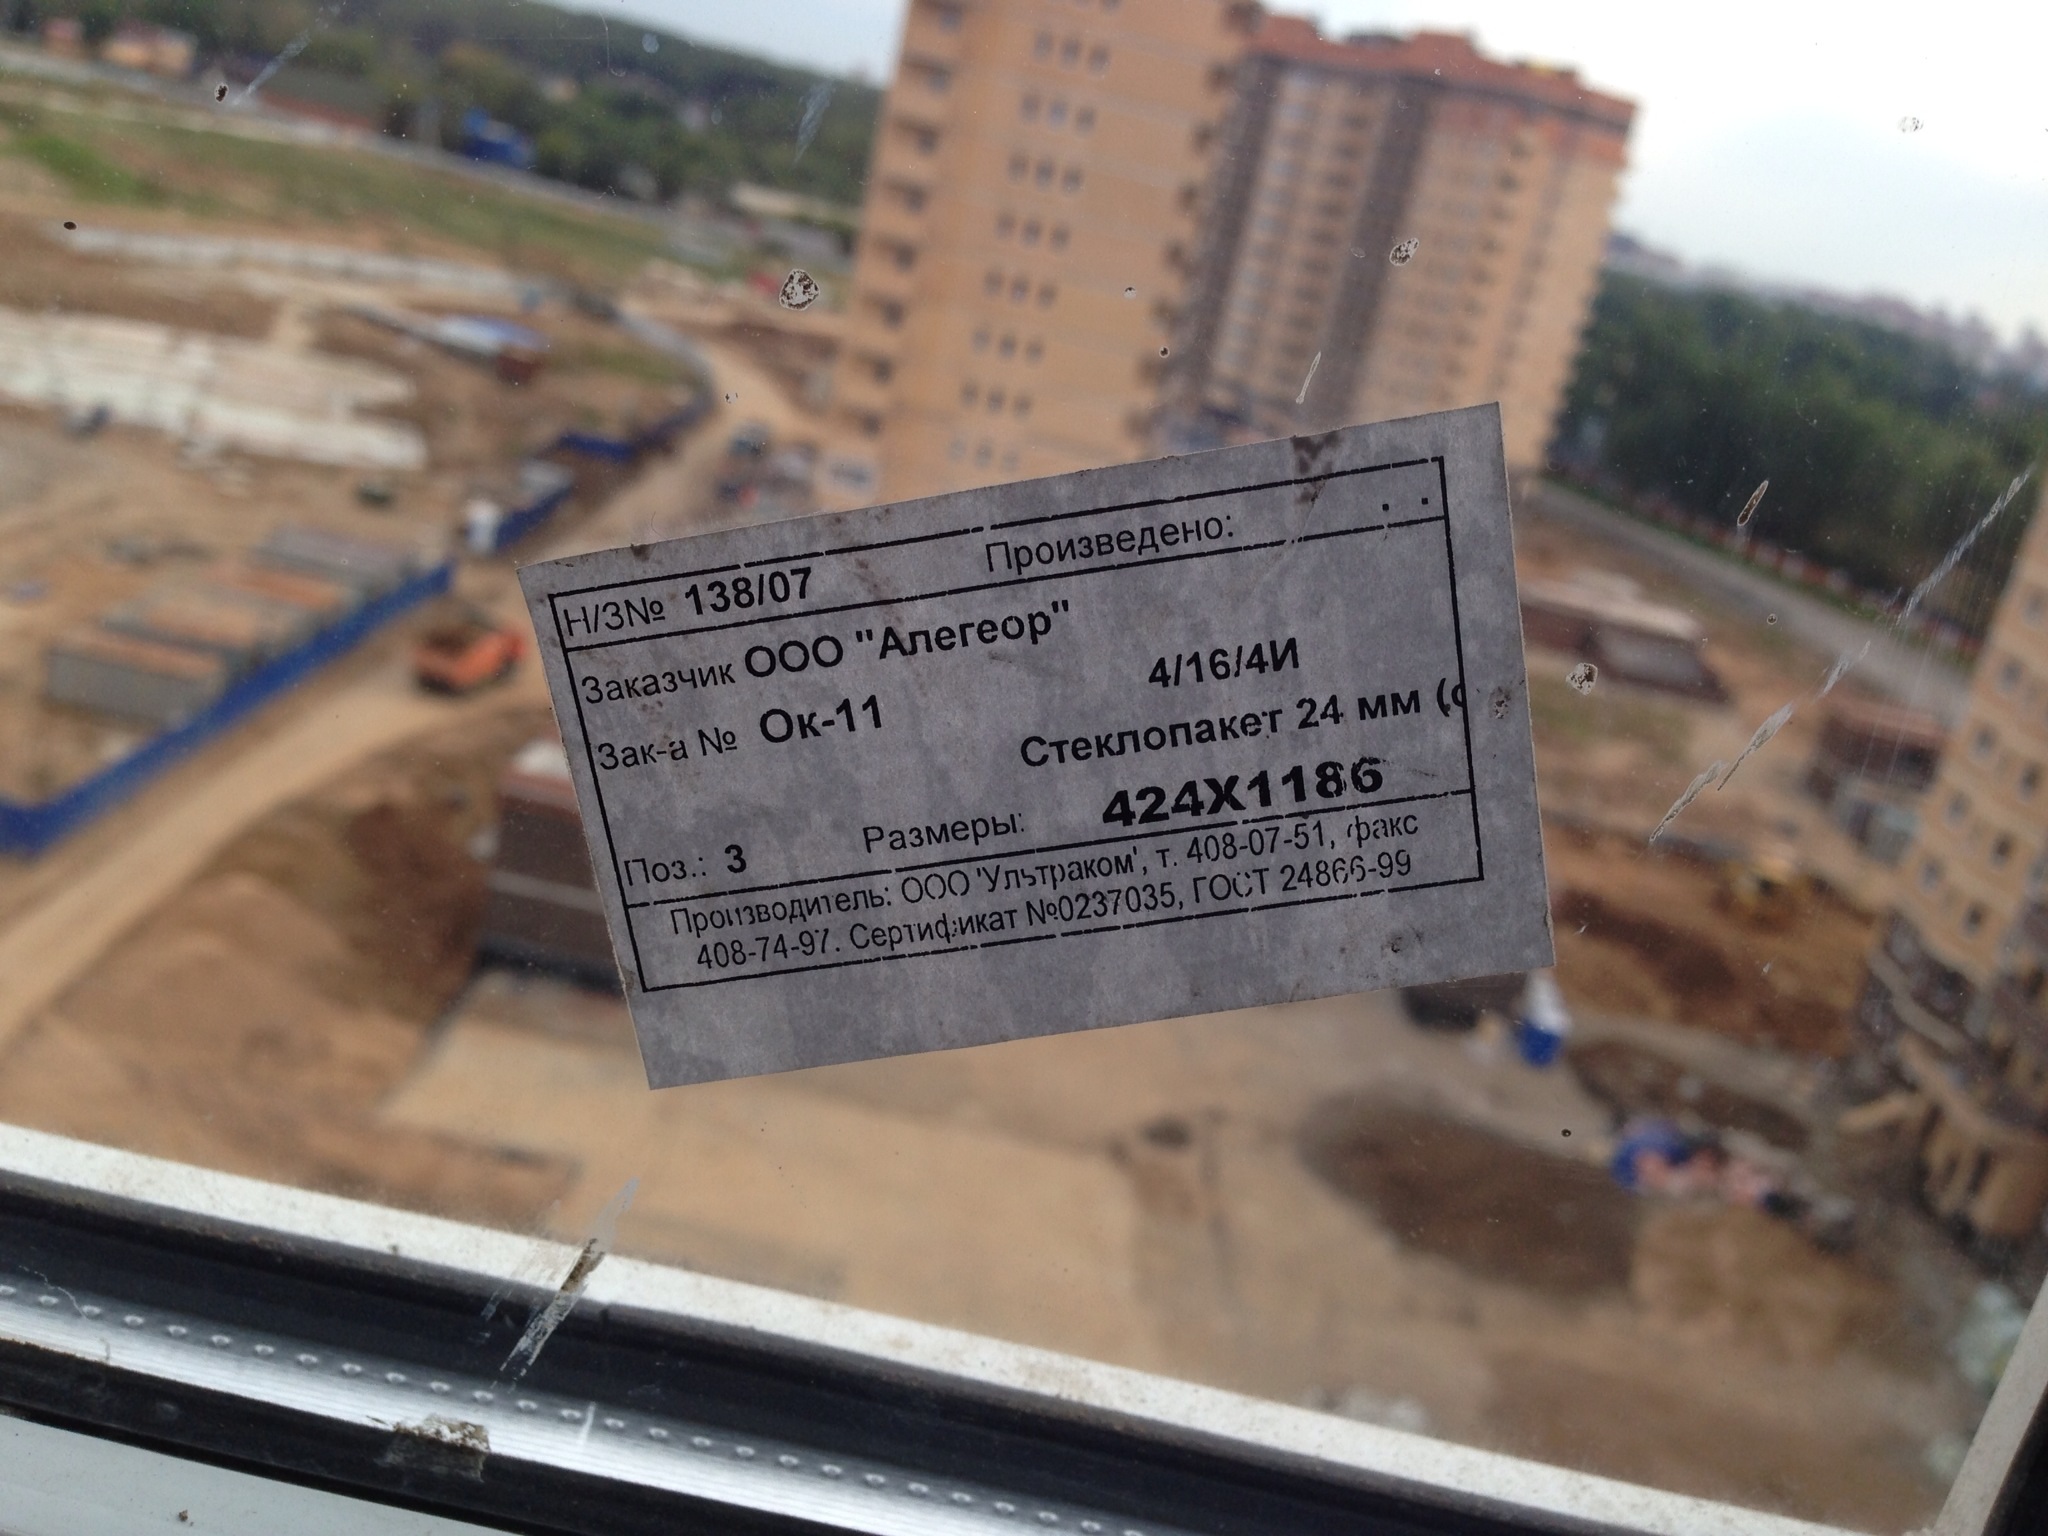 Н/З№ 138/07 Произведено: . .
Заказчик ООО "Алегеор"
4/16/4И
Зак-а № Ок-11
Стеклопакет 24 мм (с
Поз.: 3 Размеры: 424X1186
Производитель: ООО 'Ультраком', т. 408-07-51, факс
408-74-97. Сертификат №0237035, ГОСТ 24866-99